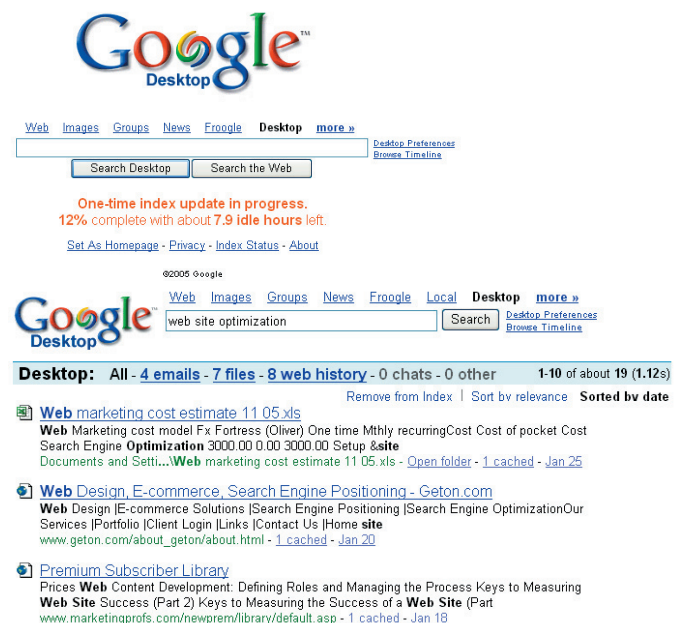 Google™
Desktop
Web Images Groups News Froogle Desktop more »
Desktop Preferences
Browse Timeline
Search Desktop Search the Web
One-time index update in progress.
12% complete with about 7.9 idle hours left.
Set As Homepage - Privacy - Index Status - About
©2005 Google
Web Images Groups News Froogle Local Desktop more »
Google™
Desktop
web site optimization Search
Desktop Preferences
Browse Timeline
Desktop: All - 4 emails - 7 files - 8 web history - 0 chats - 0 other 1-10 of about 19 (1.12s)
Remove from Index | Sort by relevance Sorted by date
Web marketing cost estimate 11 05.xls
Web Marketing cost model Fx Fortress (Oliver) One time Mthly recurringCost Cost of pocket Cost
Search Engine Optimization 3000.00 0.00 3000.00 Setup &site
Documents and Setti...\Web marketing cost estimate 11 05.xls - Open folder - 1 cached - Jan 25
Web Design, E-commerce, Search Engine Positioning - Geton.com
Web Design |E-commerce Solutions |Search Engine Positioning |Search Engine OptimizationOur
Services |Portfolio |Client Login |Links |Contact Us |Home site
www.geton.com/about_geton/about.html - 1 cached - Jan 20
Premium Subscriber Library
Prices Web Content Development: Defining Roles and Managing the Process Keys to Measuring
Web Site Success (Part 2) Keys to Measuring the Success of a Web Site (Part
www.marketingprofs.com/newprem/library/default.asp - 1 cached - Jan 18